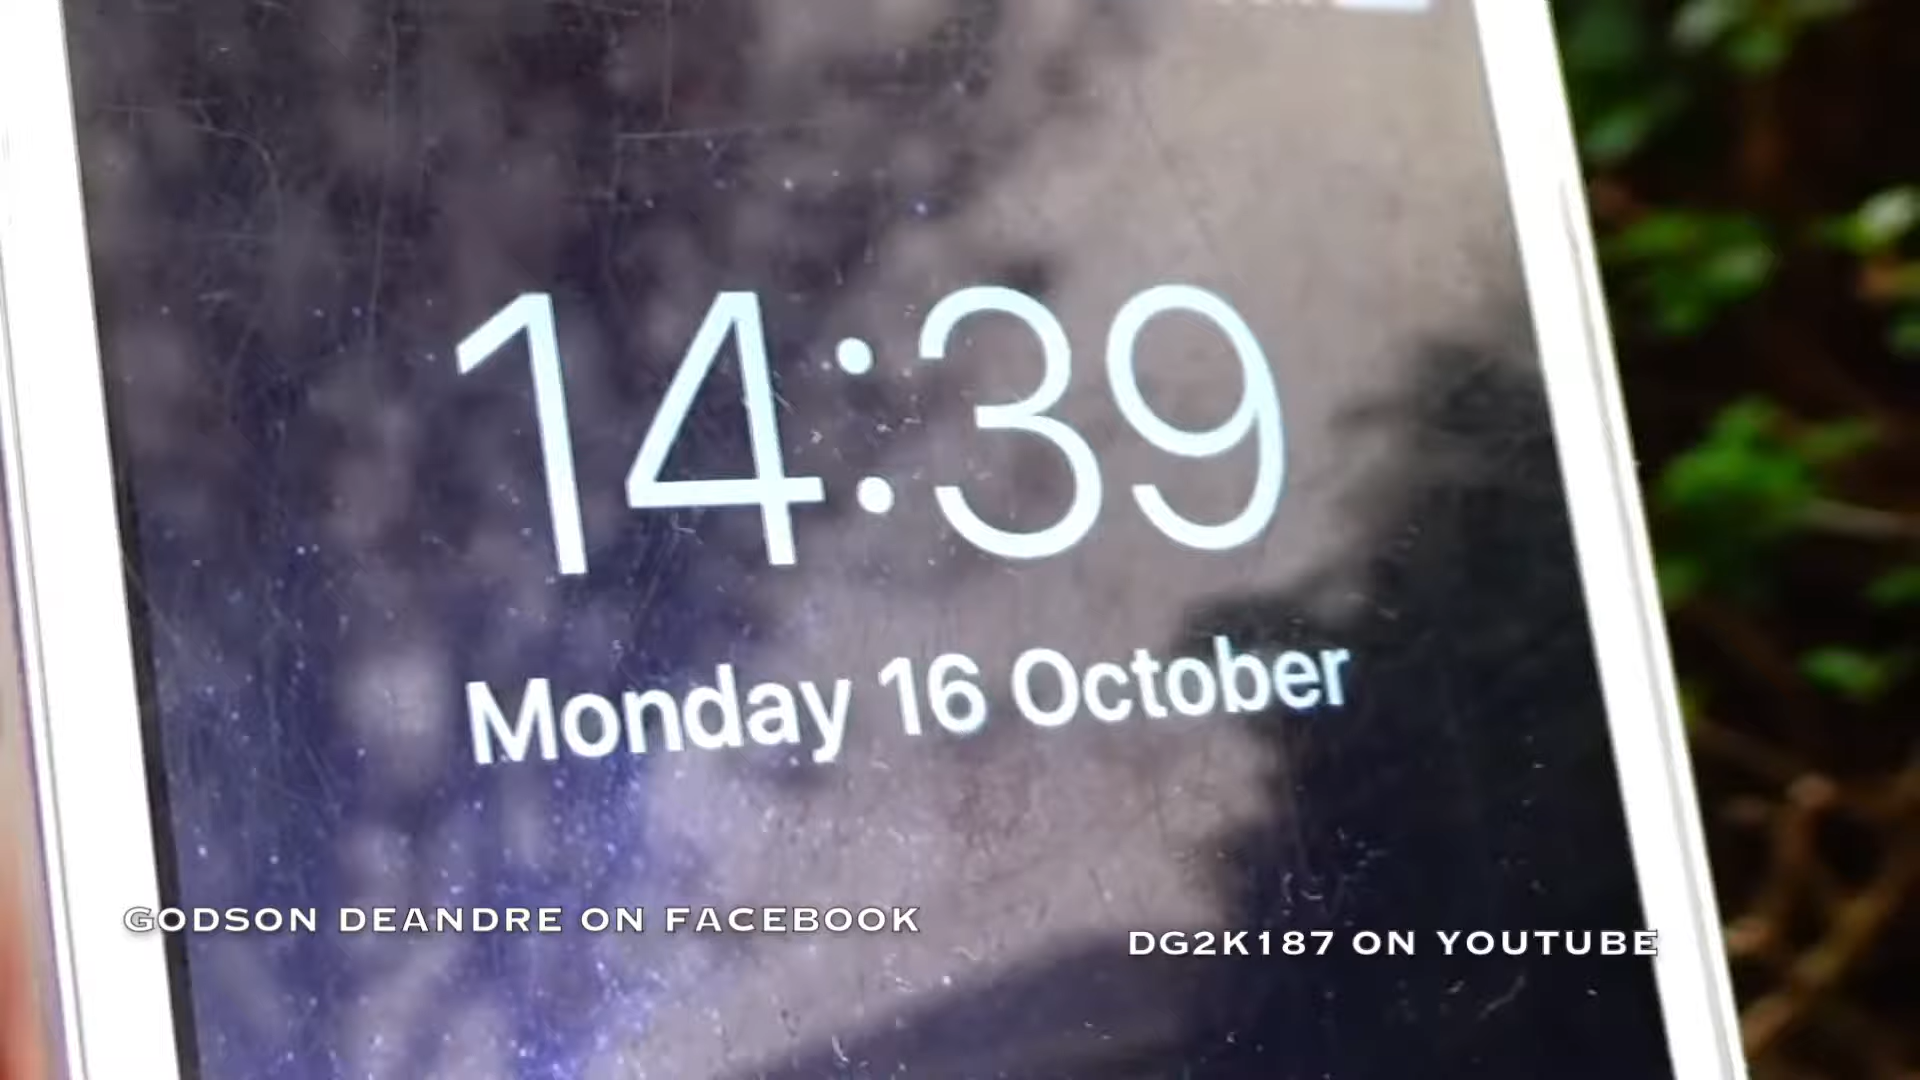 14:39
Monday 16 October
GODSON DEANDRE ON FACEBOOK
DG2K187 ON YOUTUBE